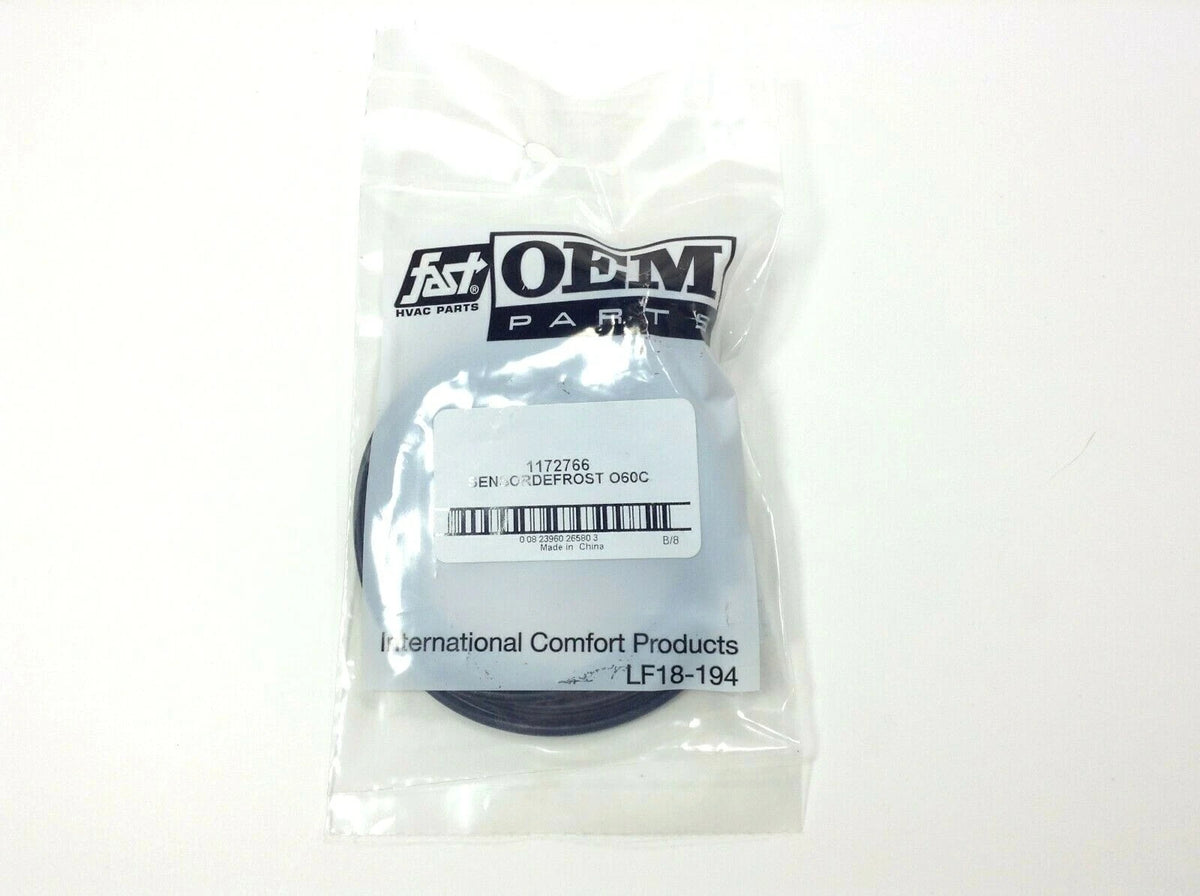 fast®
HVAC PARTS
OEM
PARTS
1172766
SENSORDEFROST O60C
0 08 23960 26580 3
Made in China
B/8
International Comfort Products
LF18-194